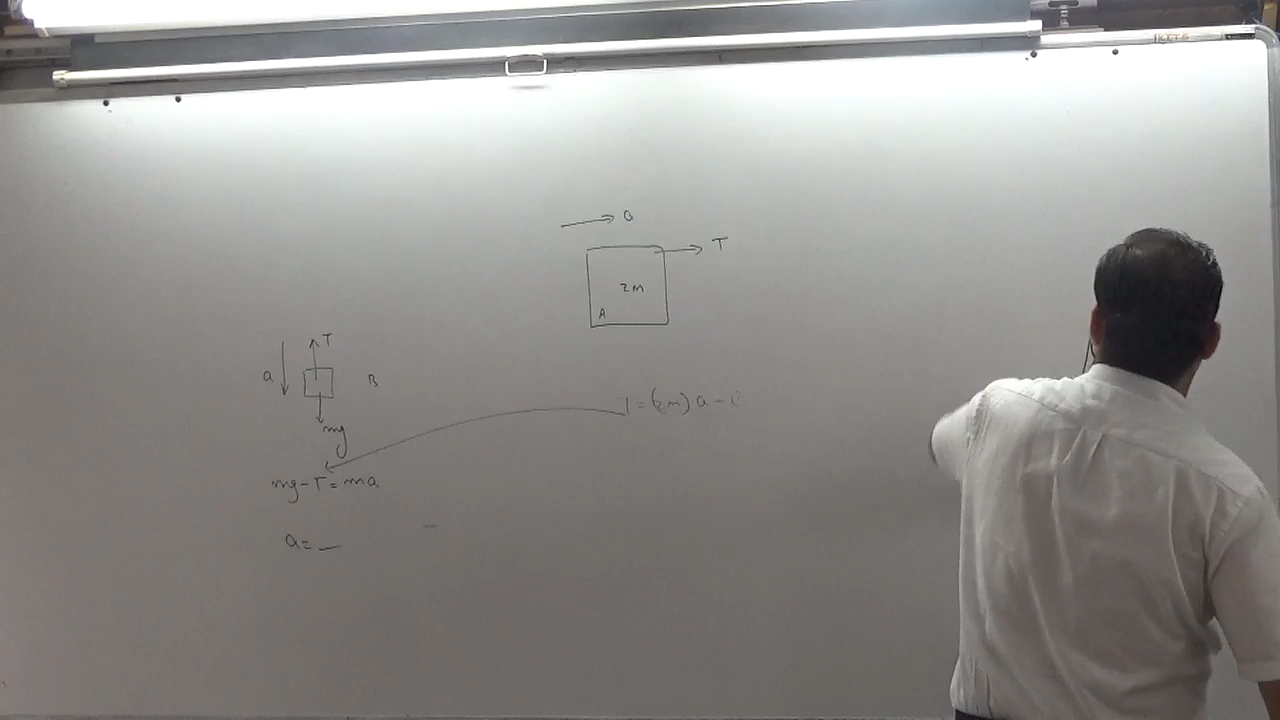 a
T
2m
A
T
a
B
mg
T = (2m) a -
mg - T = ma
a = _